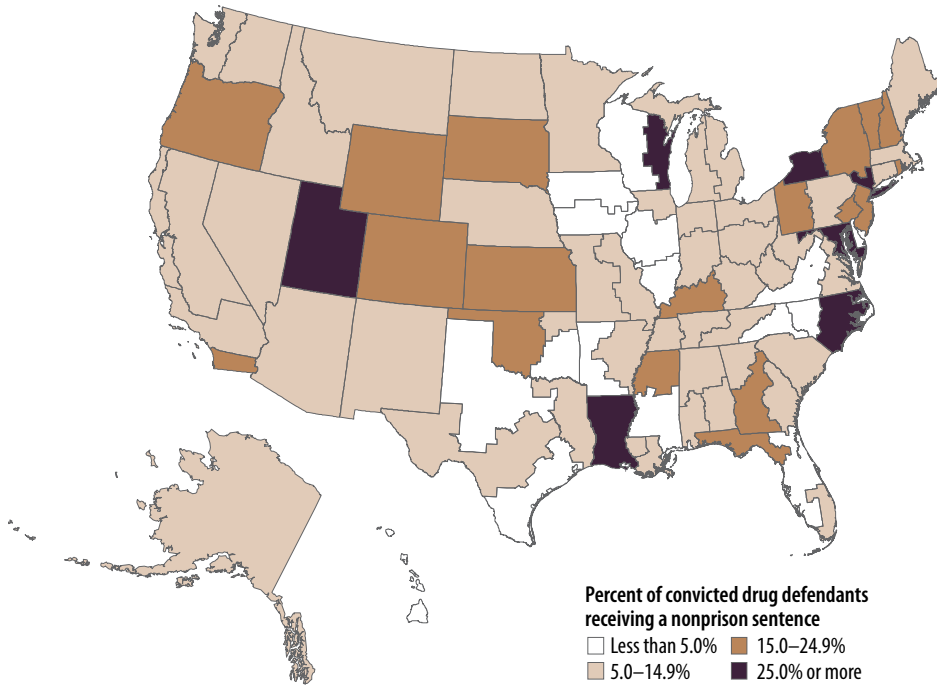 Percent of convicted drug defendants
receiving a nonprison sentence
Less than 5.0% 15.0–24.9%
5.0–14.9% 25.0% or more